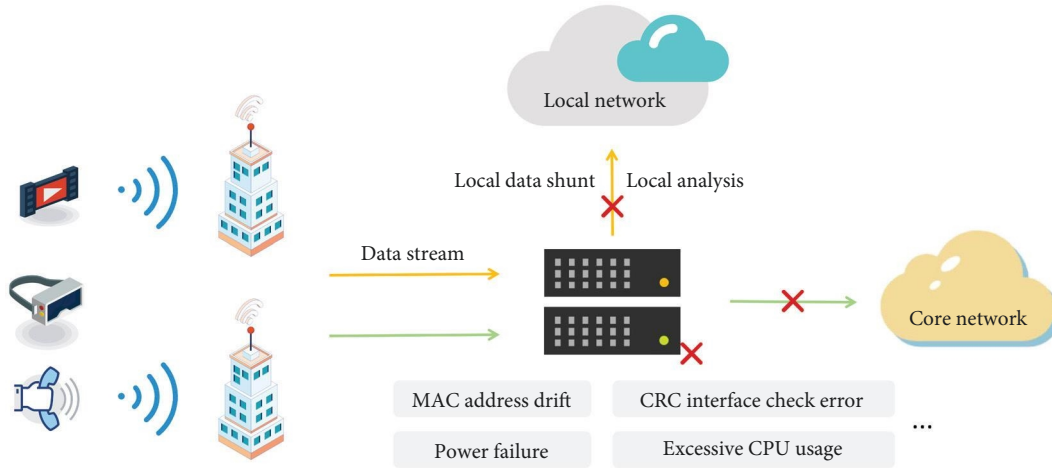 Local network
Local data shunt
Local analysis
Data stream
Core network
MAC address drift
CRC interface check error
Power failure
Excessive CPU usage
...